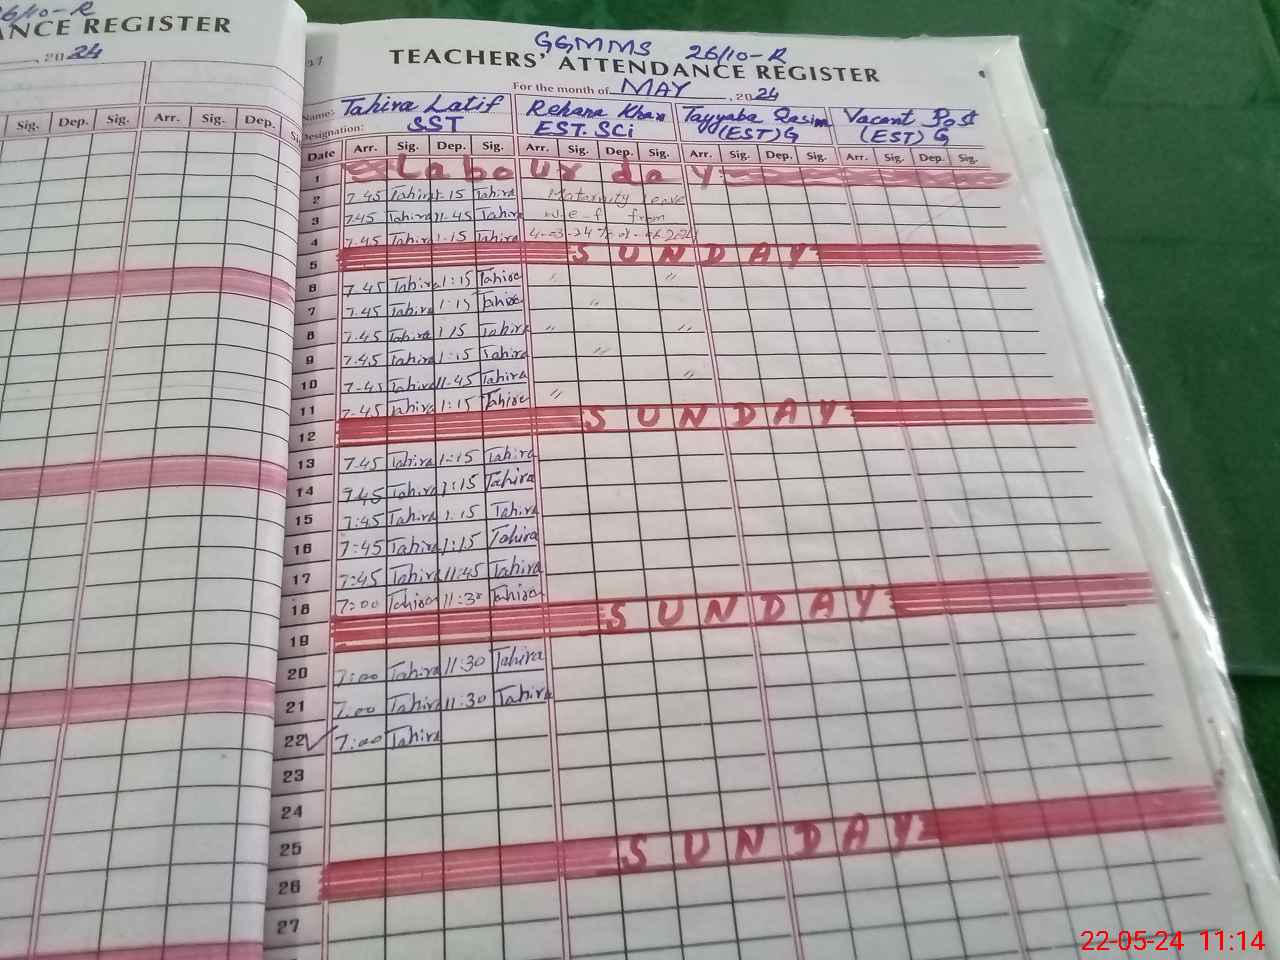 26/10-R
ANCE REGISTER
, 2024
Sig. Dep. Sig. Arr. Sig. Dep. Si
GGMMS 26/10-R
TEACHERS' ATTENDANCE REGISTER
For the month of MAY , 2024
Name: Tahira Latif Rehana Khan Tayyaba Qasim Vacant Post
Designation: SST EST. SCi (EST) G (EST) G
Date Arr. Sig. Dep. Sig. Arr. Sig. Dep. Sig. Arr. Sig. Dep. Sig. Arr. Sig. Dep. Sig.
1 Labour day
2 7.45 Tahira 1.15 Tahira Maternity leave
3 7.45 Tahira 11.45 Tahira w-e-f from
4 7.45 Tahira 1.15 Tahira 4-03-24
5 SUNDAY
6 7.45 Tahira 1:15 Tahira " "
7 7.45 Tahira 1:15 Tahira "
8 7.45 Tahira 1.15 Tahira " "
9 7.45 Tahira 1:15 Tahira "
10 7-45 Tahira 11-45 Tahira "
11 7-45 Tahira 1:15 Tahira "
12 SUNDAY
13 7.45 Tahira 1:15 Tahira
14 7.45 Tahira 1:15 Tahira
15 7:45 Tahira 1.15 Tahira
16 7:45 Tahira 1:15 Tahira
17 7:45 Tahira 11:45 Tahira
18 7:00 Tahira 11:30 Tahira
19 SUNDAY
20 7:00 Tahira 11:30 Tahira
21 7.00 Tahira 11:30 Tahira
22 7:00 Tahira
23
24
25
26 SUNDAY
27
22-05-24 11:14